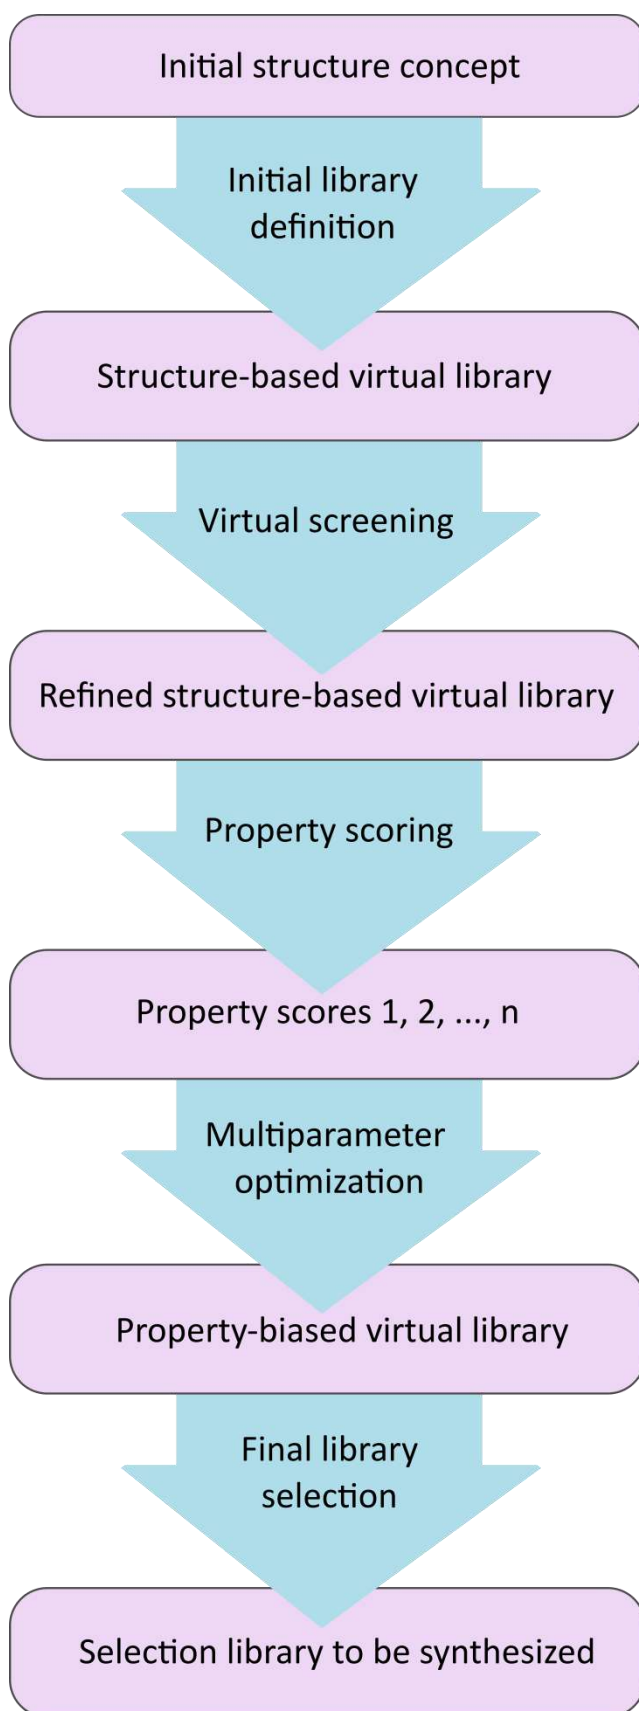 Initial structure concept
Initial library
definition
Structure-based virtual library
Virtual screening
Refined structure-based virtual library
Property scoring
Property scores 1, 2, ..., n
Multiparameter
optimization
Property-biased virtual library
Final library
selection
Selection library to be synthesized